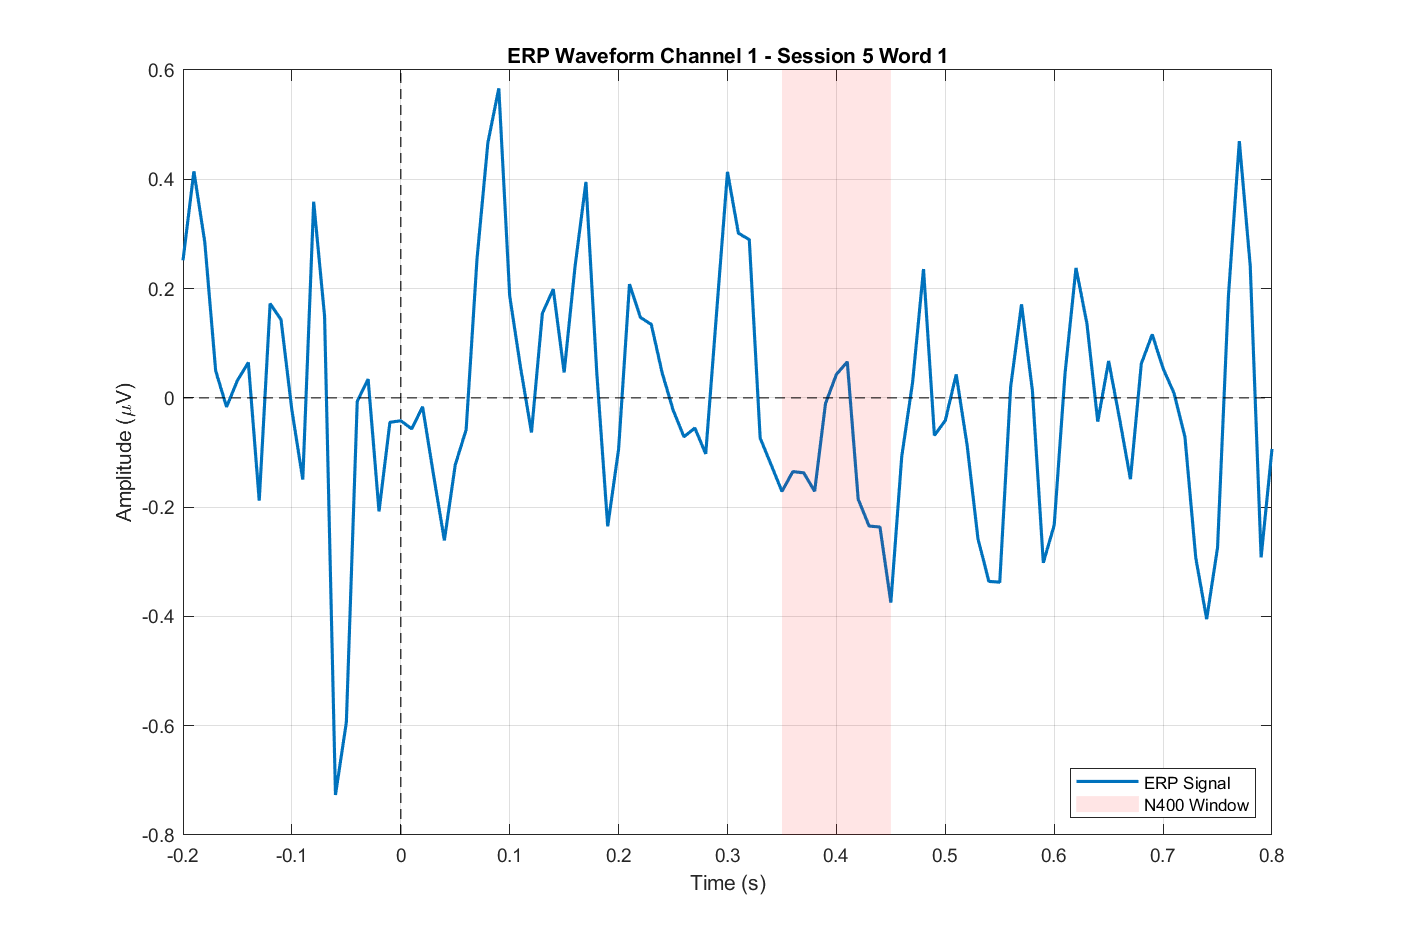 ERP Waveform Channel 1 - Session 5 Word 1
0.6
0.4
0.2
0
-0.2
-0.4
-0.6
-0.8
Amplitude (μV)
ERP Signal
N400 Window
-0.2 -0.1 0 0.1 0.2 0.3 0.4 0.5 0.6 0.7 0.8
Time (s)